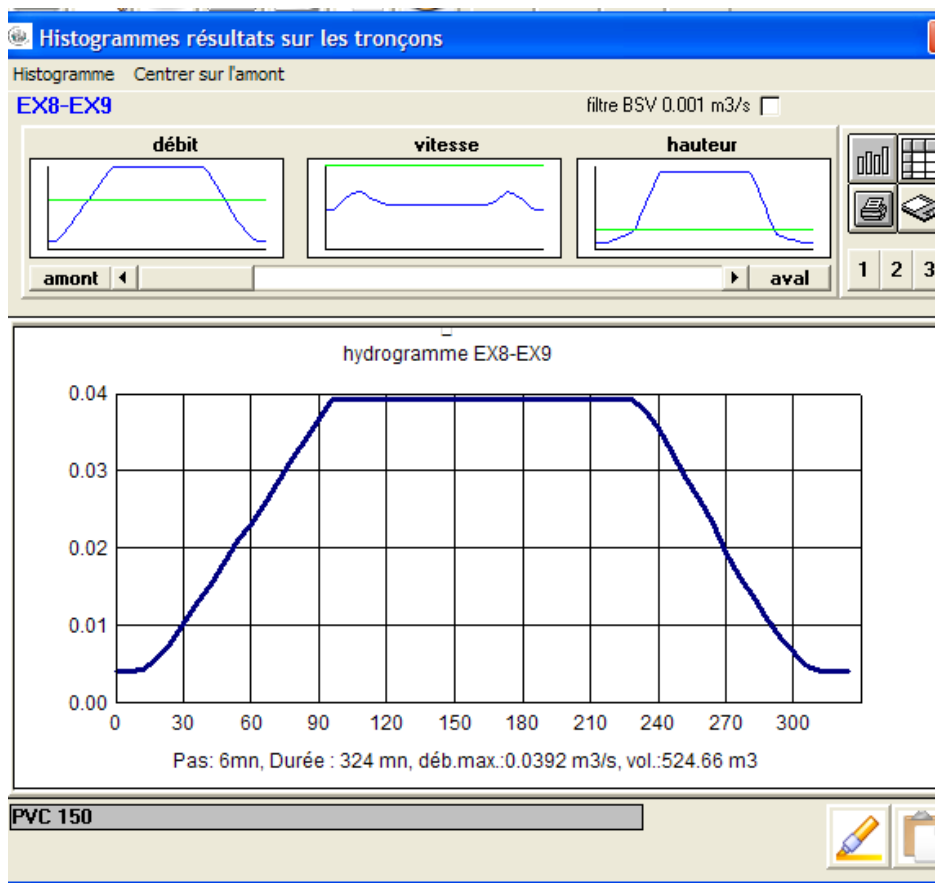 Histogrammes résultats sur les tronçons
Histogramme Centrer sur l'amont
EX8-EX9 filtre BSV 0.001 m3/s
débit vitesse hauteur
amont aval
1 2 3
hydrogramme EX8-EX9
0.04
0.03
0.02
0.01
0.00
0 30 60 90 120 150 180 210 240 270 300
Pas: 6mn, Durée : 324 mn, déb.max.:0.0392 m3/s, vol.:524.66 m3
PVC 150